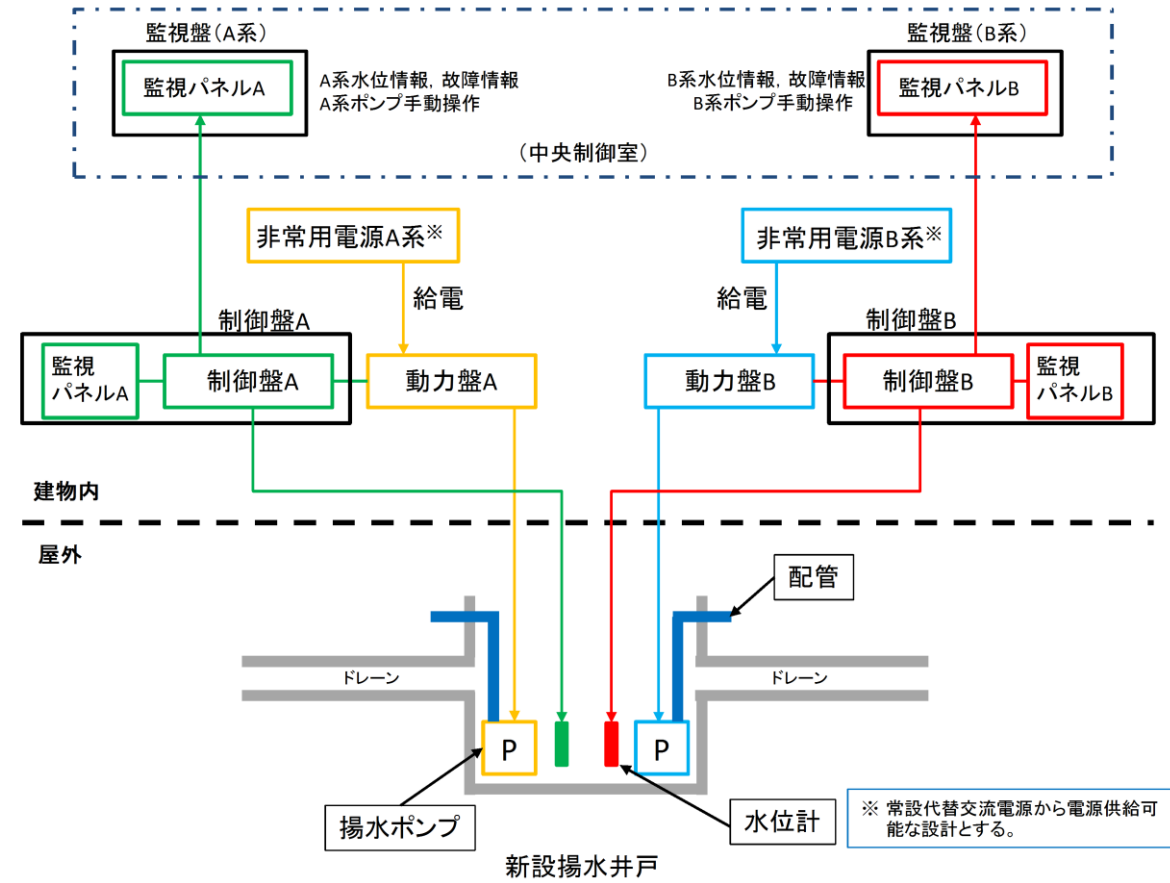 監視盤(A系)
監視盤(B系)
監視パネルA
A系水位情報, 故障情報
A系ポンプ手動操作
B系水位情報, 故障情報
B系ポンプ手動操作
監視パネルB
(中央制御室)
非常用電源A系※
非常用電源B系※
給電
給電
制御盤A
制御盤B
監視
パネルA
制御盤A
動力盤A
動力盤B
制御盤B
監視
パネルB
建物内
屋外
配管
ドレーン
ドレーン
P
P
揚水ポンプ
水位計
※ 常設代替交流電源から電源供給可
能な設計とする。
新設揚水井戸